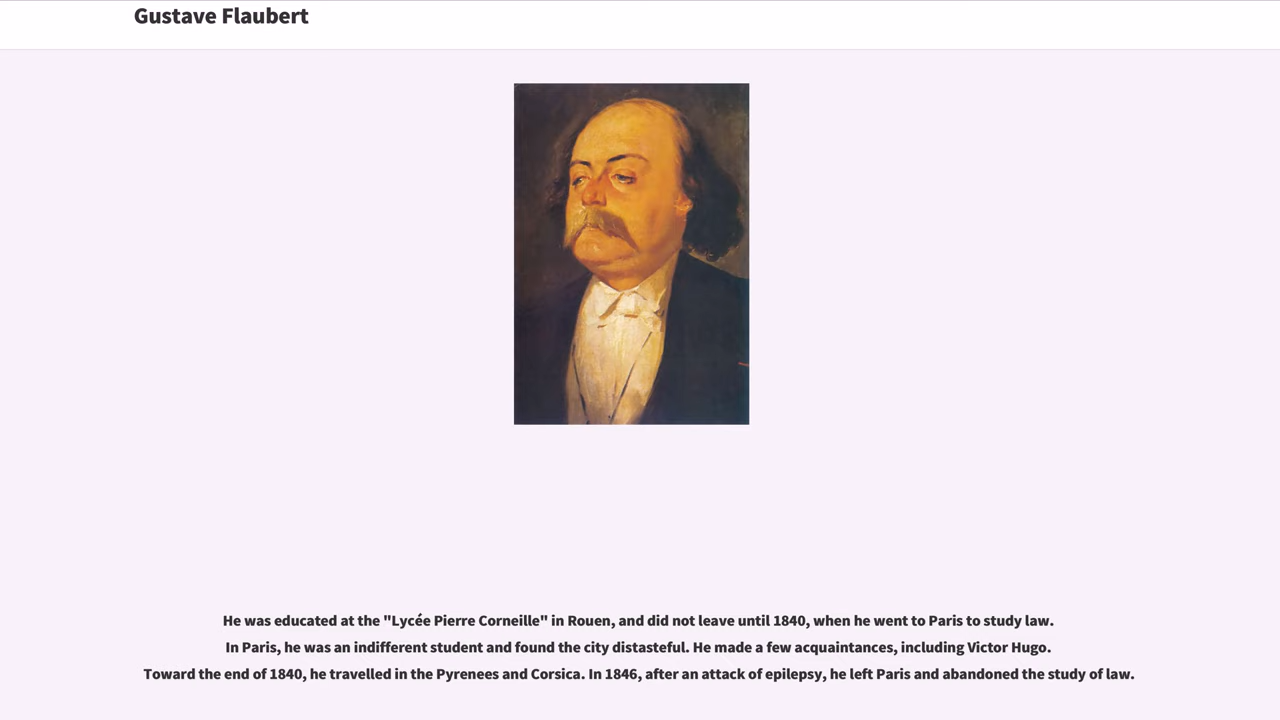 Gustave Flaubert
He was educated at the "Lycée Pierre Corneille" in Rouen, and did not leave until 1840, when he went to Paris to study law.
In Paris, he was an indifferent student and found the city distasteful. He made a few acquaintances, including Victor Hugo.
Toward the end of 1840, he travelled in the Pyrenees and Corsica. In 1846, after an attack of epilepsy, he left Paris and abandoned the study of law.